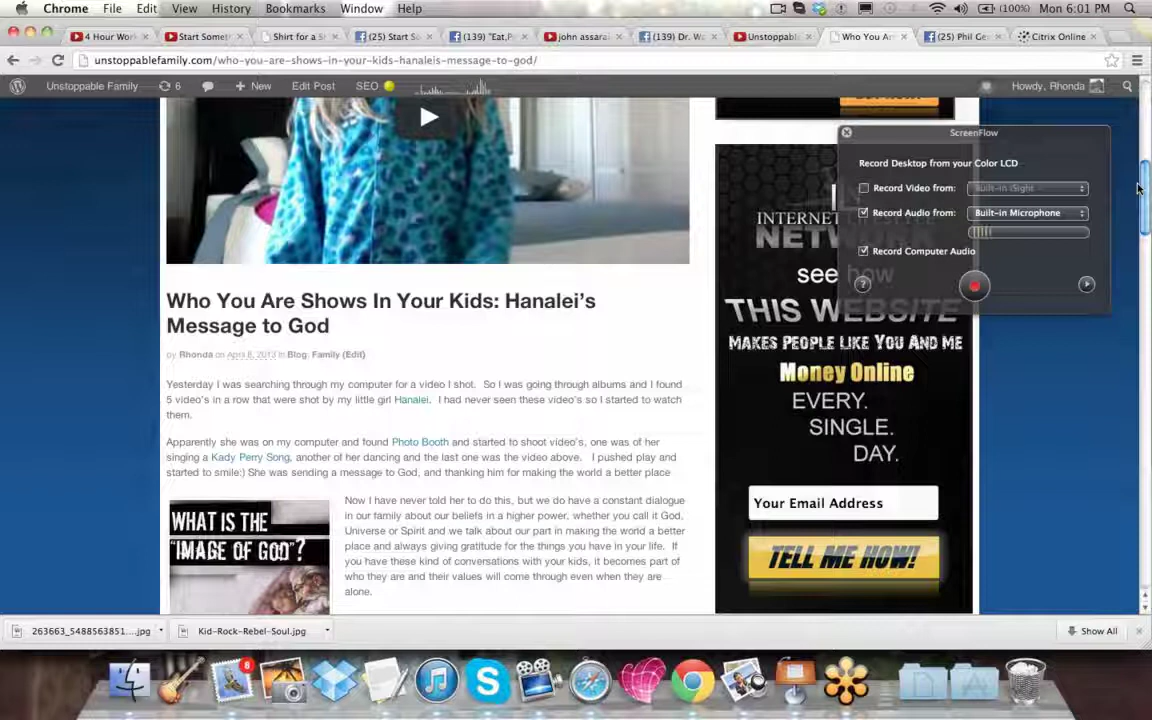 Chrome File Edit View History Bookmarks Window Help (100%) Mon 6:01 PM
4 Hour Work Start Somet Shirt for a S (25) Start S (139) "Eat, P john assara (139) Dr. W Unstoppabl Who You Are (25) Phil Ge Citrix Online
unstoppablefamily.com/who-you-are-shows-in-your-kids-hanaleis-message-to-god/
Unstoppable Family 6 + New Edit Post SEO Howdy, Rhonda
ScreenFlow
Record Desktop from your Color LCD
Record Video from: Built-in iSight
Record Audio from: Built-in Microphone
Record Computer Audio
?
Who You Are Shows In Your Kids: Hanalei's
Message to God
by Rhonda on April 8, 2013 in Blog, Family (Edit)
Yesterday I was searching through my computer for a video I shot. So I was going through albums and I found
5 video's in a row that were shot by my little girl Hanalei. I had never seen these video's so I started to watch
them.
Apparently she was on my computer and found Photo Booth and started to shoot video's, one was of her
singing a Kady Perry Song, another of her dancing and the last one was the video above. I pushed play and
started to smile:) She was sending a message to God, and thanking him for making the world a better place
WHAT IS THE
"IMAGE OF GOD"?
Now I have never told her to do this, but we do have a constant dialogue
in our family about our beliefs in a higher power, whether you call it God,
Universe or Spirit and we talk about our part in making the world a better
place and always giving gratitude for the things you have in your life. If
you have these kind of conversations with your kids, it becomes part of
who they are and their values will come through even when they are
alone.
INTERNET
NETW
see how
THIS WEBSITE
MAKES PEOPLE LIKE YOU AND ME
Money Online
EVERY.
SINGLE.
DAY.
Your Email Address
TELL ME HOW!
263663_5488563851....jpg Kid-Rock-Rebel-Soul.jpg Show All
8